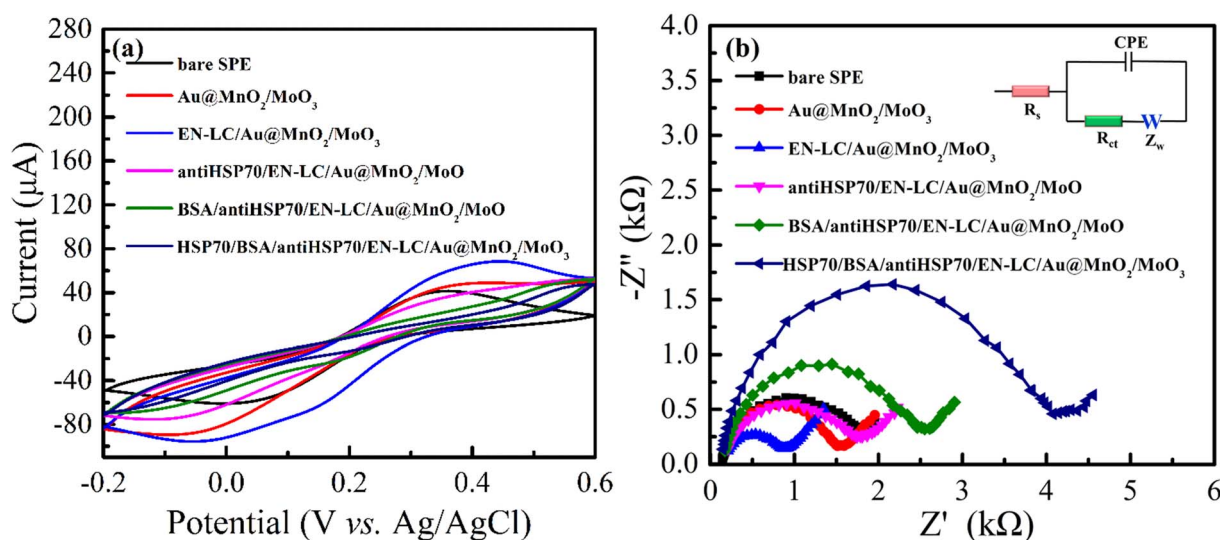 (a)
280
240
200
160
120
80
40
0
-40
-80
Current (μA)
bare SPE
Au@MnO₂/MoO₃
EN-LC/Au@MnO₂/MoO₃
antiHSP70/EN-LC/Au@MnO₂/MoO
BSA/antiHSP70/EN-LC/Au@MnO₂/MoO
HSP70/BSA/antiHSP70/EN-LC/Au@MnO₂/MoO₃
-0.2 0.0 0.2 0.4 0.6
Potential (V vs. Ag/AgCl)
(b)
4.0
3.5
3.0
2.5
2.0
1.5
1.0
0.5
0.0
-Z" (kΩ)
bare SPE
Au@MnO₂/MoO₃
EN-LC/Au@MnO₂/MoO₃
antiHSP70/EN-LC/Au@MnO₂/MoO
BSA/antiHSP70/EN-LC/Au@MnO₂/MoO
HSP70/BSA/antiHSP70/EN-LC/Au@MnO₂/MoO₃
CPE
Rs
Rct
W
Zw
0 1 2 3 4 5 6
Z' (kΩ)